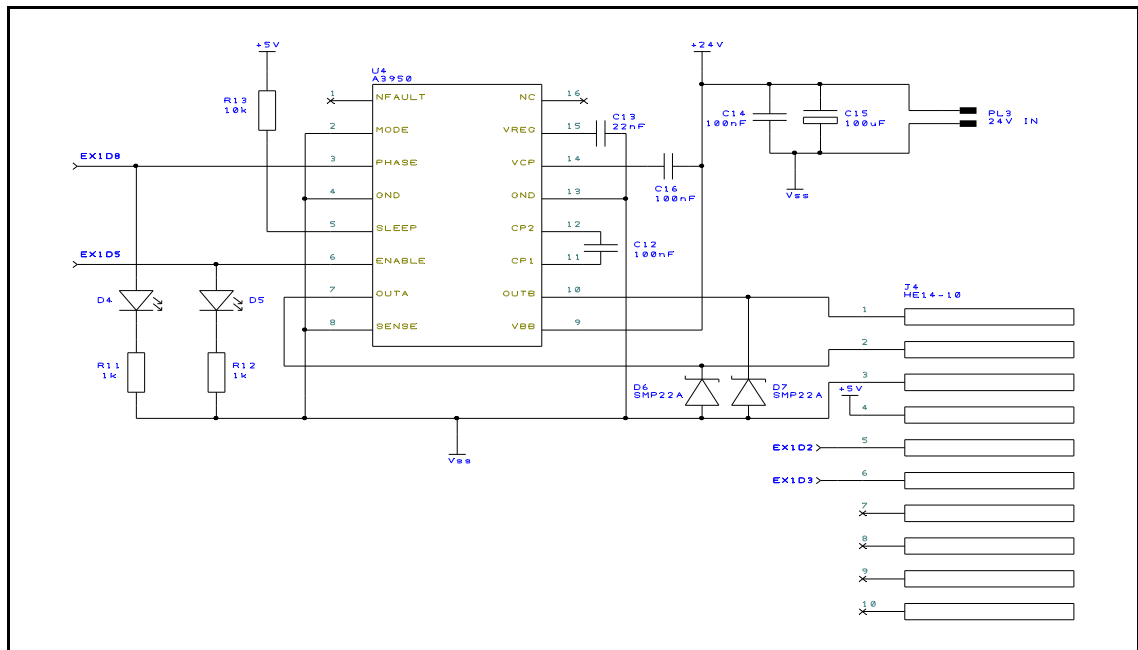 +5V
+24V
U4
A3950
R13
10k
1
NFAULT
NC
16
C13
22nF
C14
100nF
C15
100uF
PL3
24V IN
2
MODE
VREG
15
EX1D8
3
PHASE
VCP
14
C16
100nF
4
GND
GND
13
Vss
5
SLEEP
CP2
12
C12
100nF
EX1D5
6
ENABLE
CP1
11
D4
D5
7
OUTA
OUTB
10
J4
HE14-10
1
8
SENSE
VBB
9
2
R11
1k
R12
1k
D6
SMP22A
D7
SMP22A
3
+5V
4
Vss
EX1D2
5
EX1D3
6
7
8
9
10